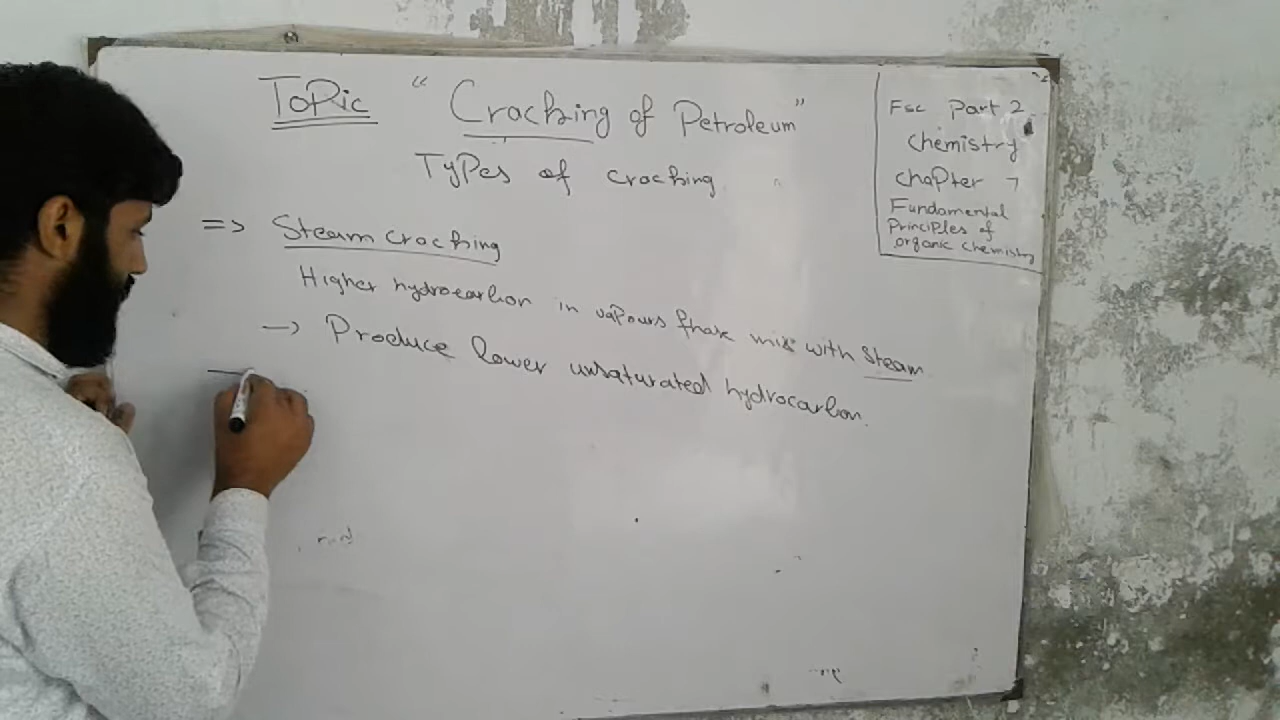 ToPic " Cracking of Petroleum"
TyPes of cracking
=> Steam cracking
Higher hydrocarbon in vaPours phase mix with Steam
→ Produce lower unsaturated hydrocarbon.
Fsc Part 2
Chemistry
ChaPter 7
Fundamental
PrinciPles of
organic chemistry